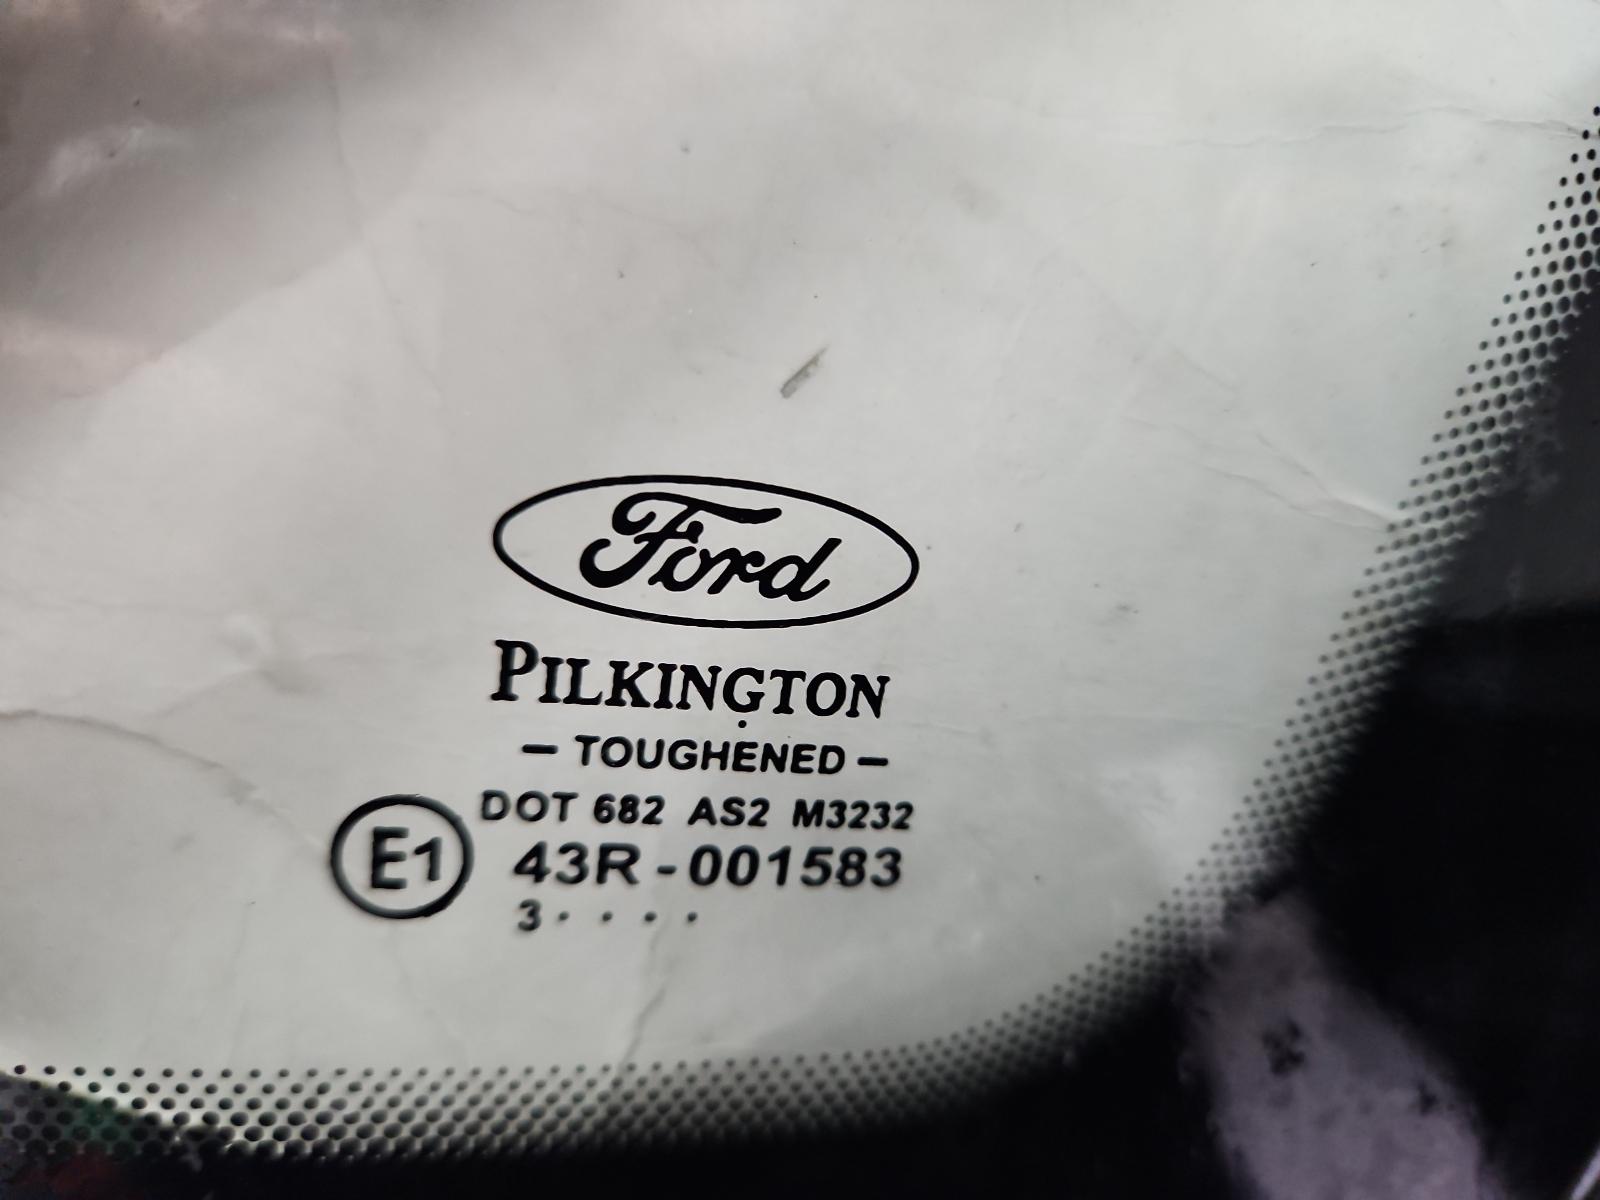 Ford
PILKINGTON
- TOUGHENED -
DOT 682 AS2 M3232
E1 43R-001583
3 · · · ·